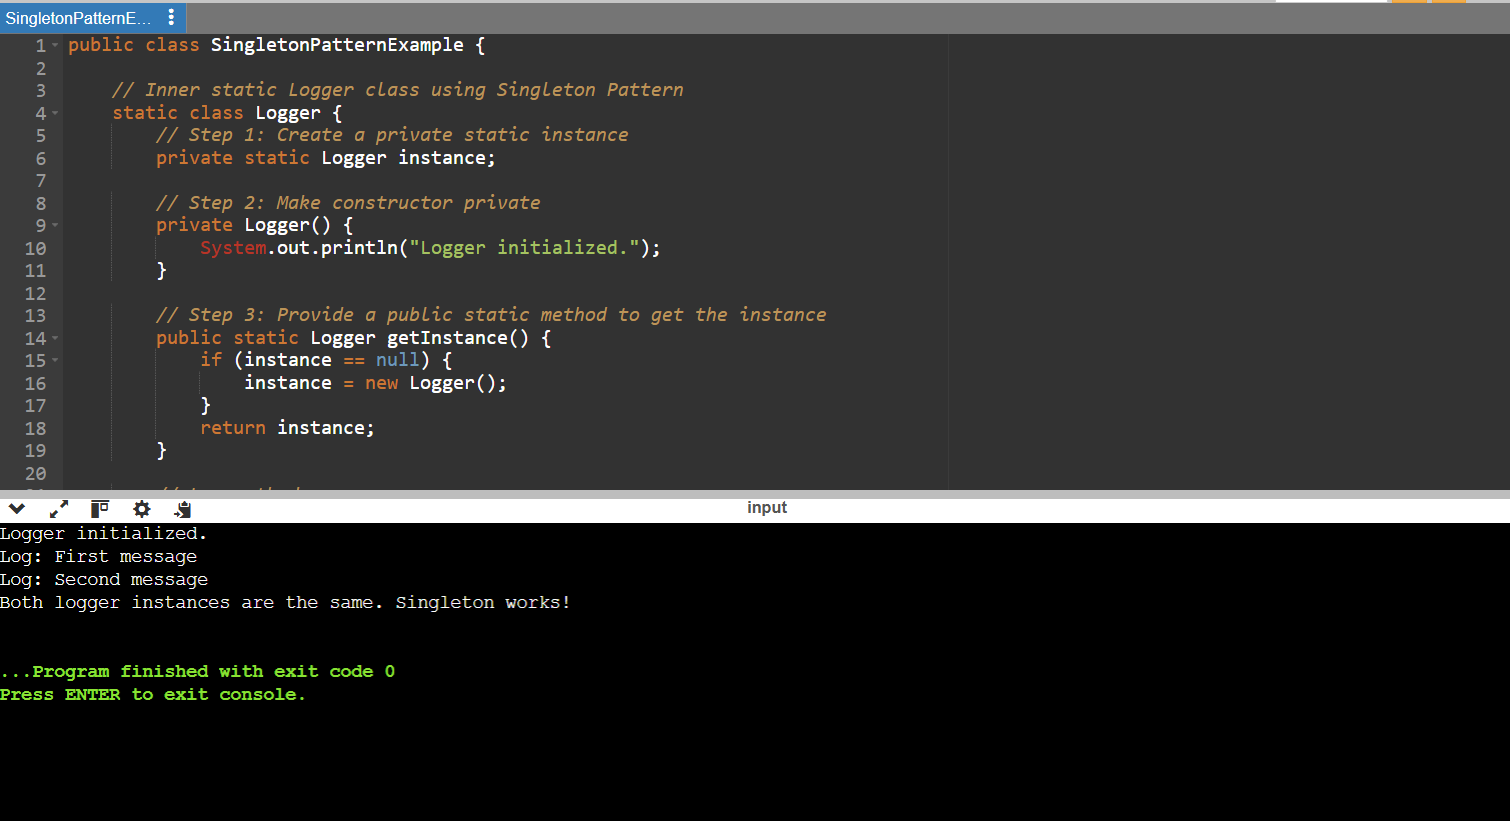 SingletonPatternE...
1 public class SingletonPatternExample {
2
3 // Inner static Logger class using Singleton Pattern
4 static class Logger {
5 // Step 1: Create a private static instance
6 private static Logger instance;
7
8 // Step 2: Make constructor private
9 private Logger() {
10 System.out.println("Logger initialized.");
11 }
12
13 // Step 3: Provide a public static method to get the instance
14 public static Logger getInstance() {
15 if (instance == null) {
16 instance = new Logger();
17 }
18 return instance;
19 }
20
input
Logger initialized.
Log: First message
Log: Second message
Both logger instances are the same. Singleton works!
...Program finished with exit code 0
Press ENTER to exit console.